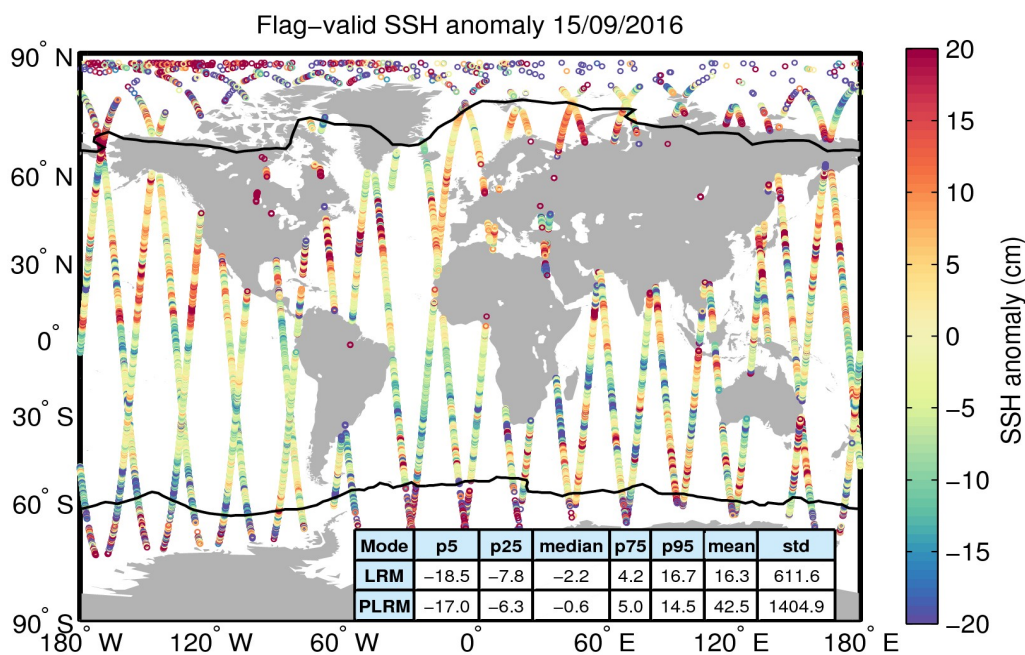 Flag−valid SSH anomaly 15/09/2016
90° N
60° N
30° N
0°
30° S
60° S
90° S
180° W 120° W 60° W 0° 60° E 120° E 180° E
Mode p5 p25 median p75 p95 mean std
LRM −18.5 −7.8 −2.2 4.2 16.7 16.3 611.6
PLRM −17.0 −6.3 −0.6 5.0 14.5 42.5 1404.9
20
15
10
5
0
−5
−10
−15
−20
SSH anomaly (cm)